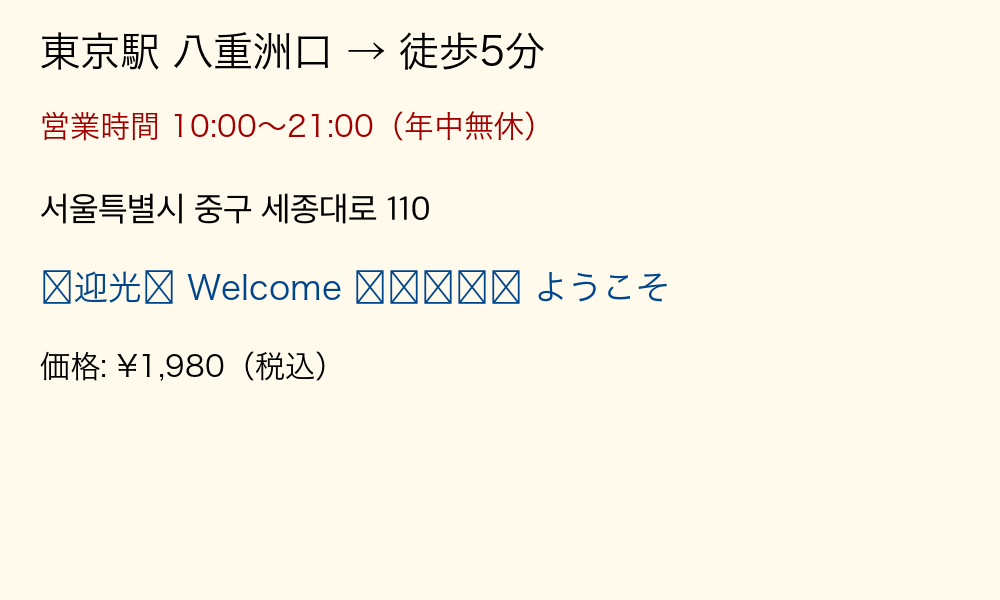 東京駅 八重洲口 → 徒歩5分
営業時間 10:00～21:00（年中無休）
서울특별시 중구 세종대로 110
迎光 Welcome ようこそ
価格: ¥1,980（税込）